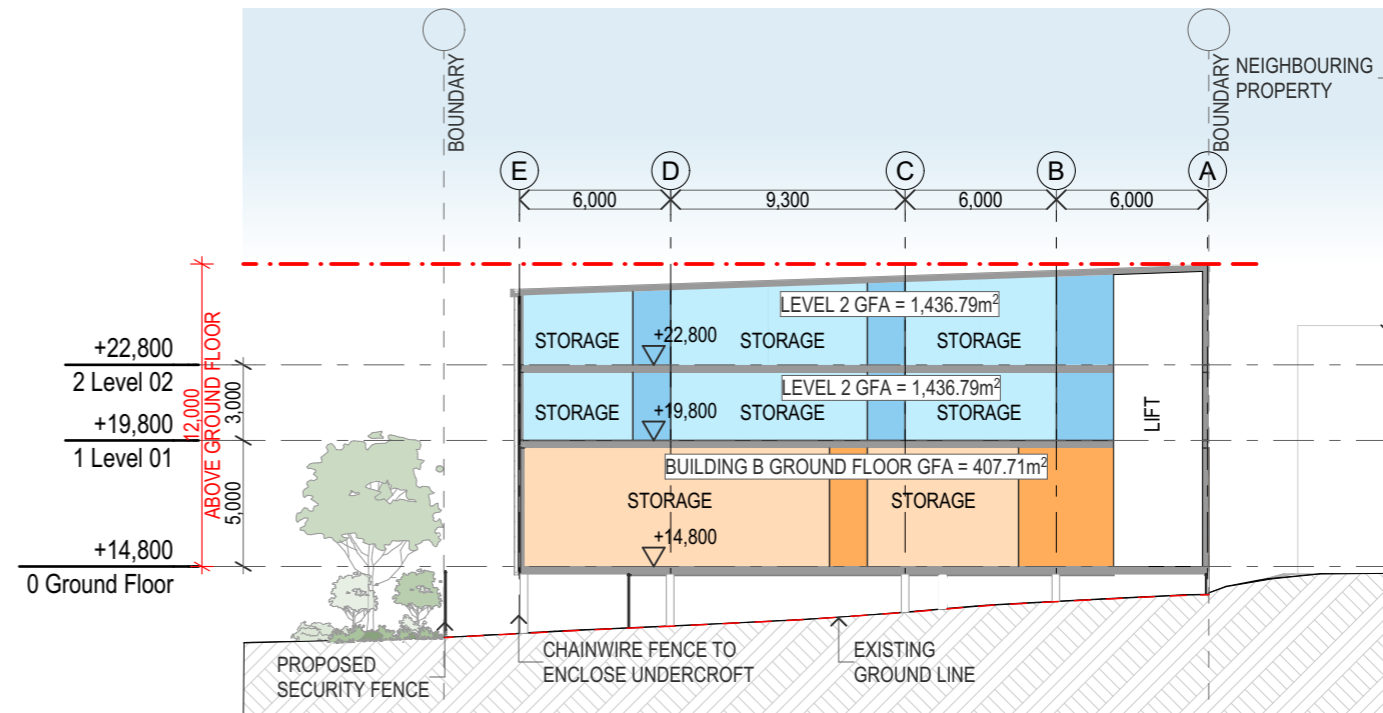 BOUNDARY
BOUNDARY
NEIGHBOURING
PROPERTY
E
D
C
B
A
6,000
9,300
6,000
6,000
LEVEL 2 GFA = 1,436.79m²
STORAGE
+22,800
STORAGE
STORAGE
+22,800
2 Level 02
12,000
ABOVE GROUND FLOOR
3,000
LEVEL 2 GFA = 1,436.79m²
STORAGE
+19,800
STORAGE
STORAGE
LIFT
+19,800
1 Level 01
5,000
BUILDING B GROUND FLOOR GFA = 407.71m²
STORAGE
STORAGE
+14,800
+14,800
0 Ground Floor
PROPOSED
SECURITY FENCE
CHAINWIRE FENCE TO
ENCLOSE UNDERCROFT
EXISTING
GROUND LINE